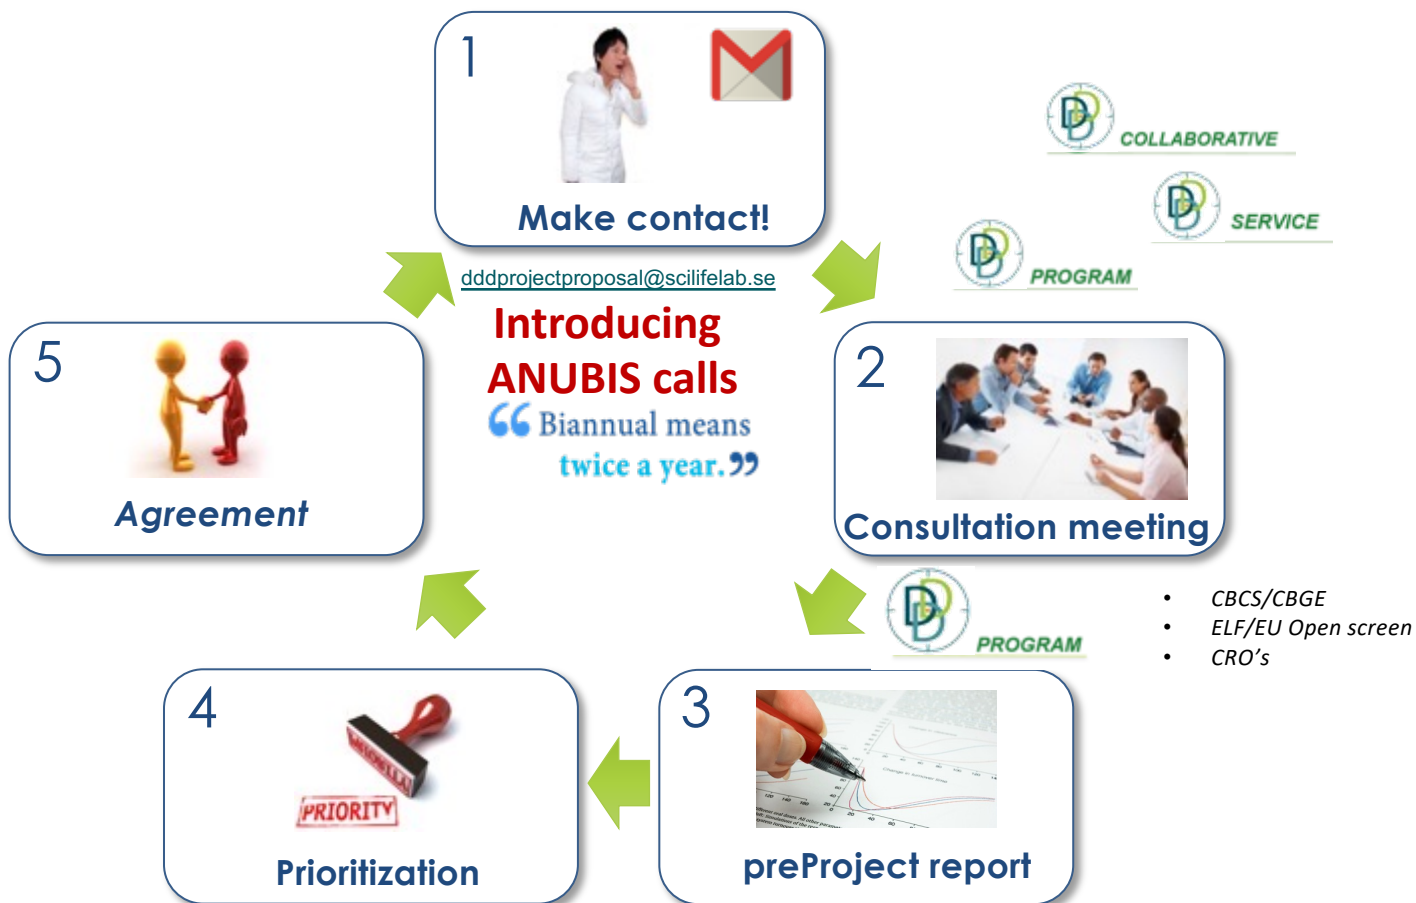 1
Make contact!
dddprojectproposal@scilifelab.se
Introducing
ANUBIS calls
“Biannual means
twice a year.”
COLLABORATIVE
SERVICE
PROGRAM
2
Consultation meeting
PROGRAM
• CBCS/CBGE
• ELF/EU Open screen
• CRO’s
3
preProject report
4
PRIORITY
Prioritization
5
Agreement